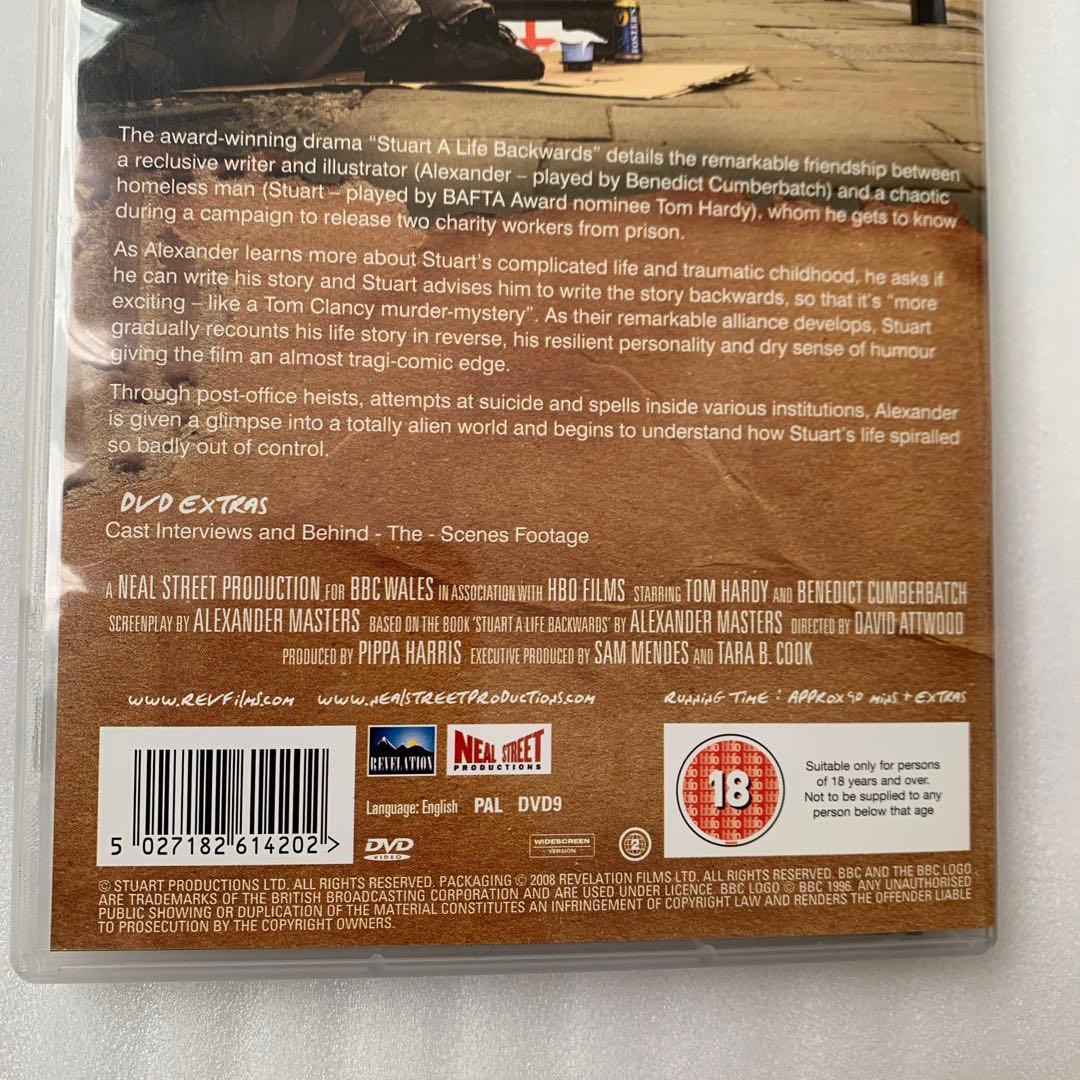 FOSTER'S
The award-winning drama “Stuart A Life Backwards” details the remarkable friendship between
a reclusive writer and illustrator (Alexander – played by Benedict Cumberbatch) and a chaotic
homeless man (Stuart – played by BAFTA Award nominee Tom Hardy), whom he gets to know
during a campaign to release two charity workers from prison.
As Alexander learns more about Stuart's complicated life and traumatic childhood, he asks if
he can write his story and Stuart advises him to write the story backwards, so that it's “more
exciting – like a Tom Clancy murder-mystery”. As their remarkable alliance develops, Stuart
gradually recounts his life story in reverse, his resilient personality and dry sense of humour
giving the film an almost tragi-comic edge.
Through post-office heists, attempts at suicide and spells inside various institutions, Alexander
is given a glimpse into a totally alien world and begins to understand how Stuart's life spiralled
so badly out of control.
DVD EXTRAS
Cast Interviews and Behind - The - Scenes Footage
A NEAL STREET PRODUCTION FOR BBC WALES IN ASSOCIATION WITH HBO FILMS STARRING TOM HARDY AND BENEDICT CUMBERBATCH
SCREENPLAY BY ALEXANDER MASTERS BASED ON THE BOOK 'STUART A LIFE BACKWARDS' BY ALEXANDER MASTERS DIRECTED BY DAVID ATTWOOD
PRODUCED BY PIPPA HARRIS EXECUTIVE PRODUCED BY SAM MENDES AND TARA B. COOK
www.REVFilms.com www.NEALSTREETPRODUCTIONS.com RUNNING TIME : APPROX 90 MINS + EXTRAS
REVELATION
NEAL STREET
PRODUCTIONS
Language: English PAL DVD9
DVD
VIDEO
WIDESCREEN
VERSION
2
5 027182 614202 >
18
Suitable only for persons
of 18 years and over.
Not to be supplied to any
person below that age
© STUART PRODUCTIONS LTD. ALL RIGHTS RESERVED. PACKAGING © 2008 REVELATION FILMS LTD. ALL RIGHTS RESERVED. BBC AND THE BBC LOGO
ARE TRADEMARKS OF THE BRITISH BROADCASTING CORPORATION AND ARE USED UNDER LICENCE. BBC LOGO © BBC 1996. ANY UNAUTHORISED
PUBLIC SHOWING OR DUPLICATION OF THE MATERIAL CONSTITUTES AN INFRINGEMENT OF COPYRIGHT LAW AND RENDERS THE OFFENDER LIABLE
TO PROSECUTION BY THE COPYRIGHT OWNERS.